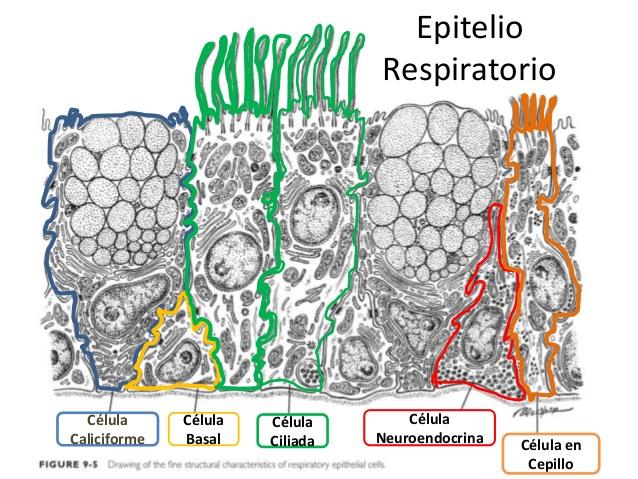 Epitelio
Respiratorio
Célula
Caliciforme
Célula
Basal
Célula
Ciliada
Célula
Neuroendocrina
Célula en
Cepillo
FIGURE 9-5 Drawing of the fine structural characteristics of respiratory epithelial cells.